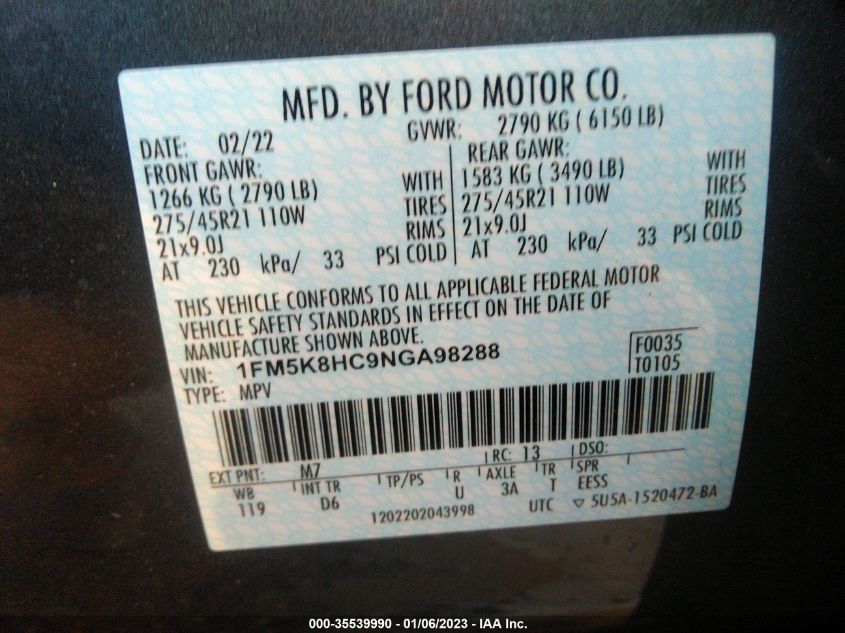 MFD. BY FORD MOTOR CO.
DATE: 02/22 GVWR: 2790 KG ( 6150 LB)
FRONT GAWR: REAR GAWR:
1266 KG ( 2790 LB) WITH 1583 KG ( 3490 LB) WITH
275/45R21 110W TIRES 275/45R21 110W TIRES
21x9.0J RIMS 21x9.0J RIMS
AT 230 kPa/ 33 PSI COLD AT 230 kPa/ 33 PSI COLD
THIS VEHICLE CONFORMS TO ALL APPLICABLE FEDERAL MOTOR
VEHICLE SAFETY STANDARDS IN EFFECT ON THE DATE OF
MANUFACTURE SHOWN ABOVE.
VIN: 1FM5K8HC9NGA98288 F0035
TYPE: MPV T0105
EXT PNT: M7 RC: 13 DSO:
WB INT TR TP/PS R AXLE TR SPR
119 D6 U 3A T EESS
1202202043998 UTC ▽ 5U5A-1520472-BA
000-35539990 - 01/06/2023 - IAA Inc.